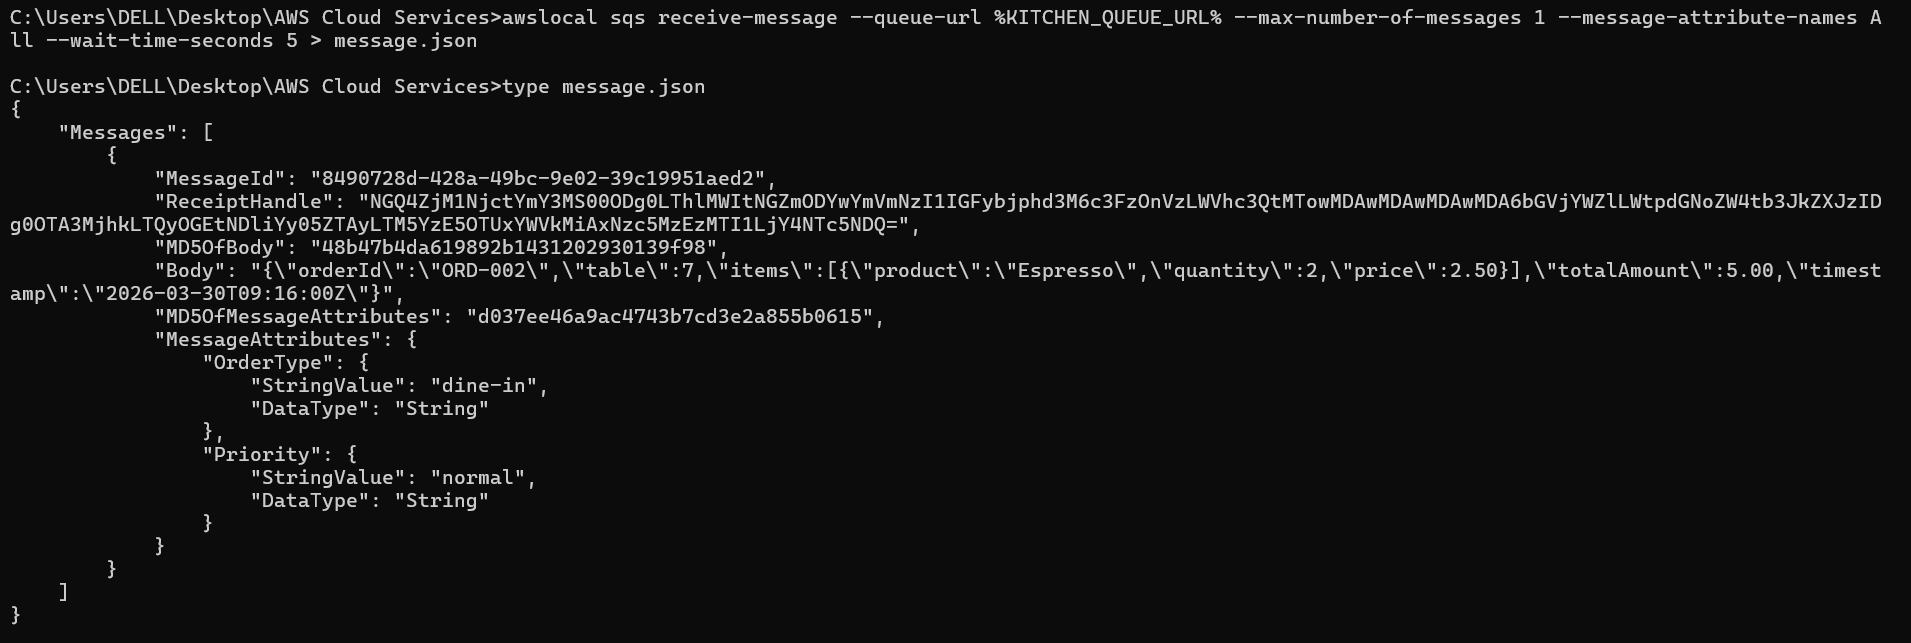 C:\Users\DELL\Desktop\AWS Cloud Services>awslocal sqs receive-message --queue-url %KITCHEN_QUEUE_URL% --max-number-of-messages 1 --message-attribute-names A
ll --wait-time-seconds 5 > message.json
C:\Users\DELL\Desktop\AWS Cloud Services>type message.json
{
    "Messages": [
        {
            "MessageId": "8490728d-428a-49bc-9e02-39c19951aed2",
            "ReceiptHandle": "NGQ4ZjM1NjctYmY3MS00ODg0LThlMWItNGZmODYwYmVmNzI1IGFybjphd3M6c3FzOnVzLWVhc3QtMTowMDAwMDAwMDAwMDA6bGVjYWZlLWtpdGNoZW4tb3JkZXJzID
g0OTA3MjhkLTQyOGEtNDliYy05ZTAyLTM5YzE5OTUxYWVkMiAxNzc5MzEzMTI1LjY4NTc5NDQ=",
            "MD5OfBody": "48b47b4da619892b1431202930139f98",
            "Body": "{\"orderId\":\"ORD-002\",\"table\":7,\"items\":[{\"product\":\"Espresso\",\"quantity\":2,\"price\":2.50}],\"totalAmount\":5.00,\"timest
amp\":\"2026-03-30T09:16:00Z\"}",
            "MD5OfMessageAttributes": "d037ee46a9ac4743b7cd3e2a855b0615",
            "MessageAttributes": {
                "OrderType": {
                    "StringValue": "dine-in",
                    "DataType": "String"
                },
                "Priority": {
                    "StringValue": "normal",
                    "DataType": "String"
                }
            }
        }
    ]
}